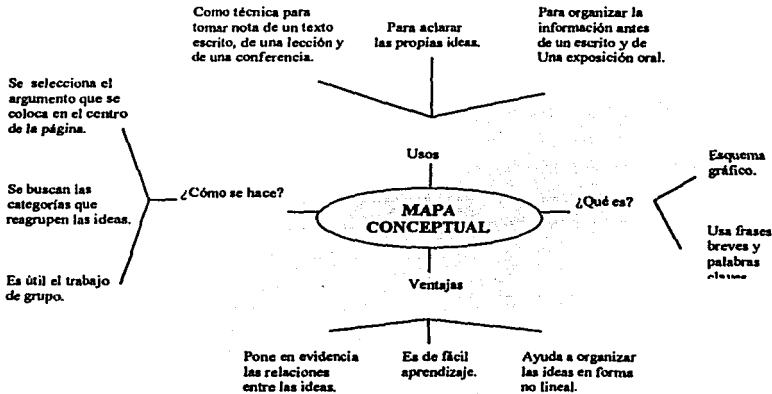 Como técnica para
tomar nota de un texto
escrito, de una lección y
de una conferencia.
Para aclarar
las propias ideas.
Para organizar la
información antes
de un escrito y de
Una exposición oral.
Usos
Se selecciona el
argumento que se
coloca en el centro
de la página.
Se buscan las
categorías que
reagrupen las ideas.
Es útil el trabajo
de grupo.
¿Cómo se hace?
MAPA
CONCEPTUAL
¿Qué es?
Esquema
gráfico.
Usa frases
breves y
palabras
Ventajas
Pone en evidencia
las relaciones
entre las ideas.
Es de fácil
aprendizaje.
Ayuda a organizar
las ideas en forma
no lineal.